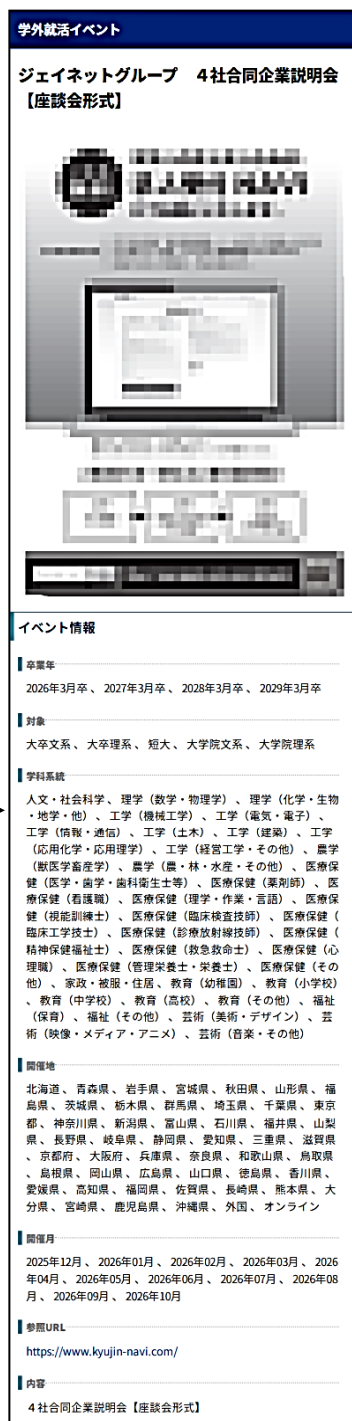 学外就活イベント
ジェイネットグループ　４社合同企業説明会
【座談会形式】
イベント情報
卒業年
2026年3月卒 、 2027年3月卒 、 2028年3月卒 、 2029年3月卒
対象
大卒文系 、 大卒理系 、 短大 、 大学院文系 、 大学院理系
学科系統
人文・社会科学 、 理学（数学・物理学） 、 理学（化学・生物
・地学・他） 、 工学（機械工学） 、 工学（電気・電子） 、
工学（情報・通信） 、 工学（土木） 、 工学（建築） 、 工学
（応用化学・応用理学） 、 工学（経営工学・その他） 、 農学
（獣医学畜産学） 、 農学（農・林・水産・その他） 、 医療保
健（医学・歯学・歯科衛生士等） 、 医療保健（薬剤師） 、 医
療保健（看護職） 、 医療保健（理学・作業・言語） 、 医療保
健（視能訓練士） 、 医療保健（臨床検査技師） 、 医療保健（
臨床工学技士） 、 医療保健（診療放射線技師） 、 医療保健（
精神保健福祉士） 、 医療保健（救急救命士） 、 医療保健（心
理職） 、 医療保健（管理栄養士・栄養士） 、 医療保健（その
他） 、 家政・被服・住居 、 教育（幼稚園） 、 教育（小学校）
、 教育（中学校） 、 教育（高校） 、 教育（その他） 、 福祉
（保育） 、 福祉（その他） 、 芸術（美術・デザイン） 、 芸
術（映像・メディア・アニメ） 、 芸術（音楽・その他）
開催地
北海道 、 青森県 、 岩手県 、 宮城県 、 秋田県 、 山形県 、 福
島県 、 茨城県 、 栃木県 、 群馬県 、 埼玉県 、 千葉県 、 東京
都 、 神奈川県 、 新潟県 、 富山県 、 石川県 、 福井県 、 山梨
県 、 長野県 、 岐阜県 、 静岡県 、 愛知県 、 三重県 、 滋賀県
、 京都府 、 大阪府 、 兵庫県 、 奈良県 、 和歌山県 、 鳥取県
、 島根県 、 岡山県 、 広島県 、 山口県 、 徳島県 、 香川県 、
愛媛県 、 高知県 、 福岡県 、 佐賀県 、 長崎県 、 熊本県 、 大
分県 、 宮崎県 、 鹿児島県 、 沖縄県 、 外国 、 オンライン
開催月
2025年12月 、 2026年01月 、 2026年02月 、 2026年03月 、 2026
年04月 、 2026年05月 、 2026年06月 、 2026年07月 、 2026年08
月 、 2026年09月 、 2026年10月
参照URL
https://www.kyujin-navi.com/
内容
４社合同企業説明会【座談会形式】